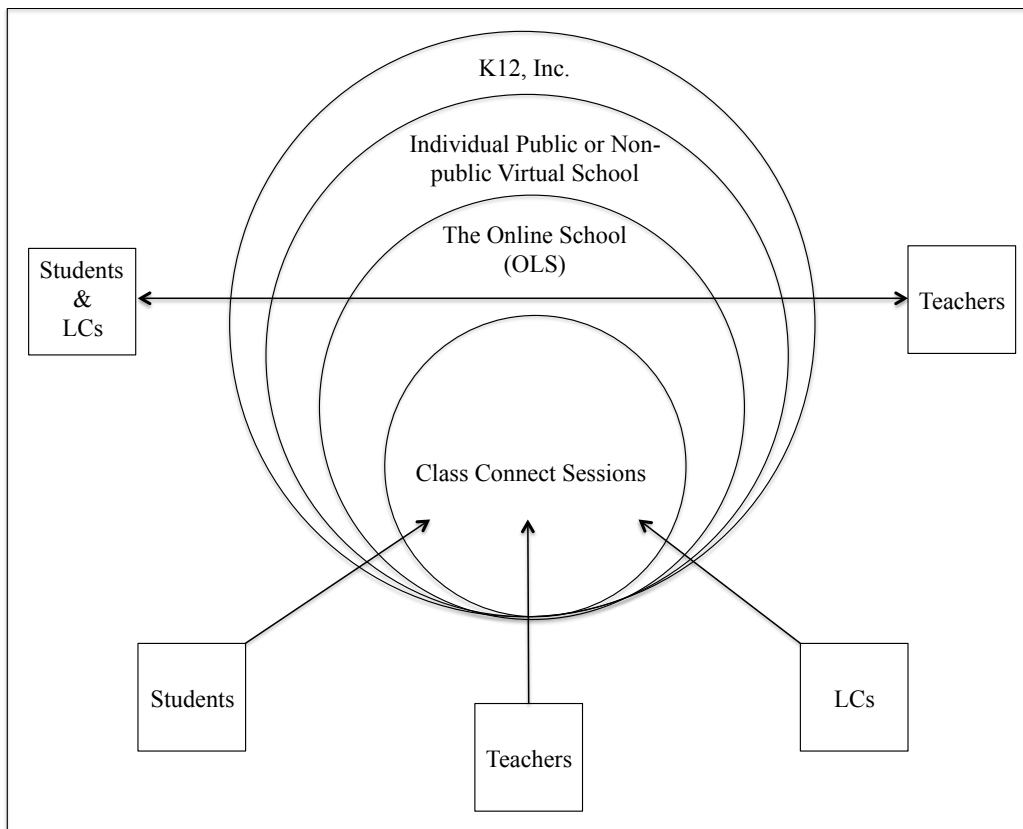 K12, Inc.
Individual Public or Non-
public Virtual School
The Online School
(OLS)
Students
&
LCs
Teachers
Class Connect Sessions
Students
LCs
Teachers